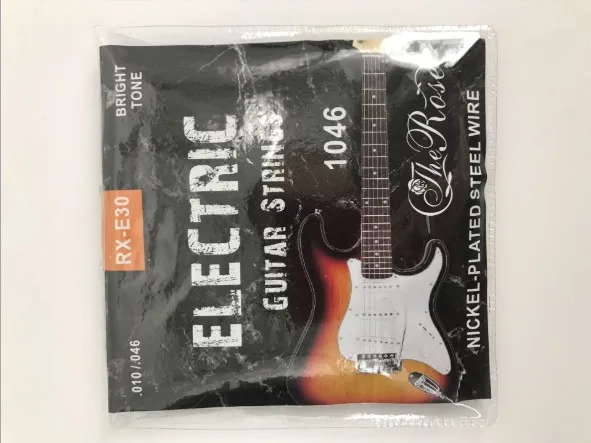 .010/.046
RX-E30
BRIGHT
TONE
ELECTRIC
GUITAR STRINGS
1046
The Rose
NICKEL-PLATED STEEL WIRE